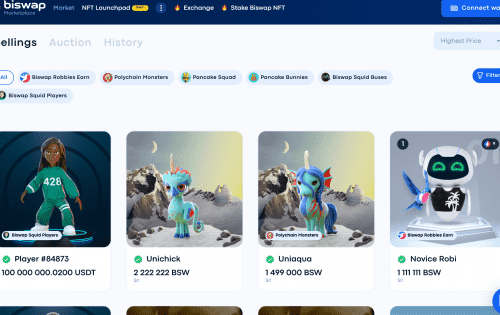 biswap
Marketplace
Market
NFT Launchpad
Exchange
Stake Biswap NFT
Connect wa
ellings
Auction
History
Highest Price
All
Biswap Robbies Earn
Polychain Monsters
Pancake Squad
Pancake Bunnies
Biswap Squid Buses
Filter
Biswap Squid Players
428
1
Biswap Squid Players
Polychain Monsters
Biswap Robbies Earn
Player #84873
Unichick
Uniaqua
Novice Robi
100 000 000.0200 USDT
2 222 222 BSW
1 499 000 BSW
1 111 111 BSW